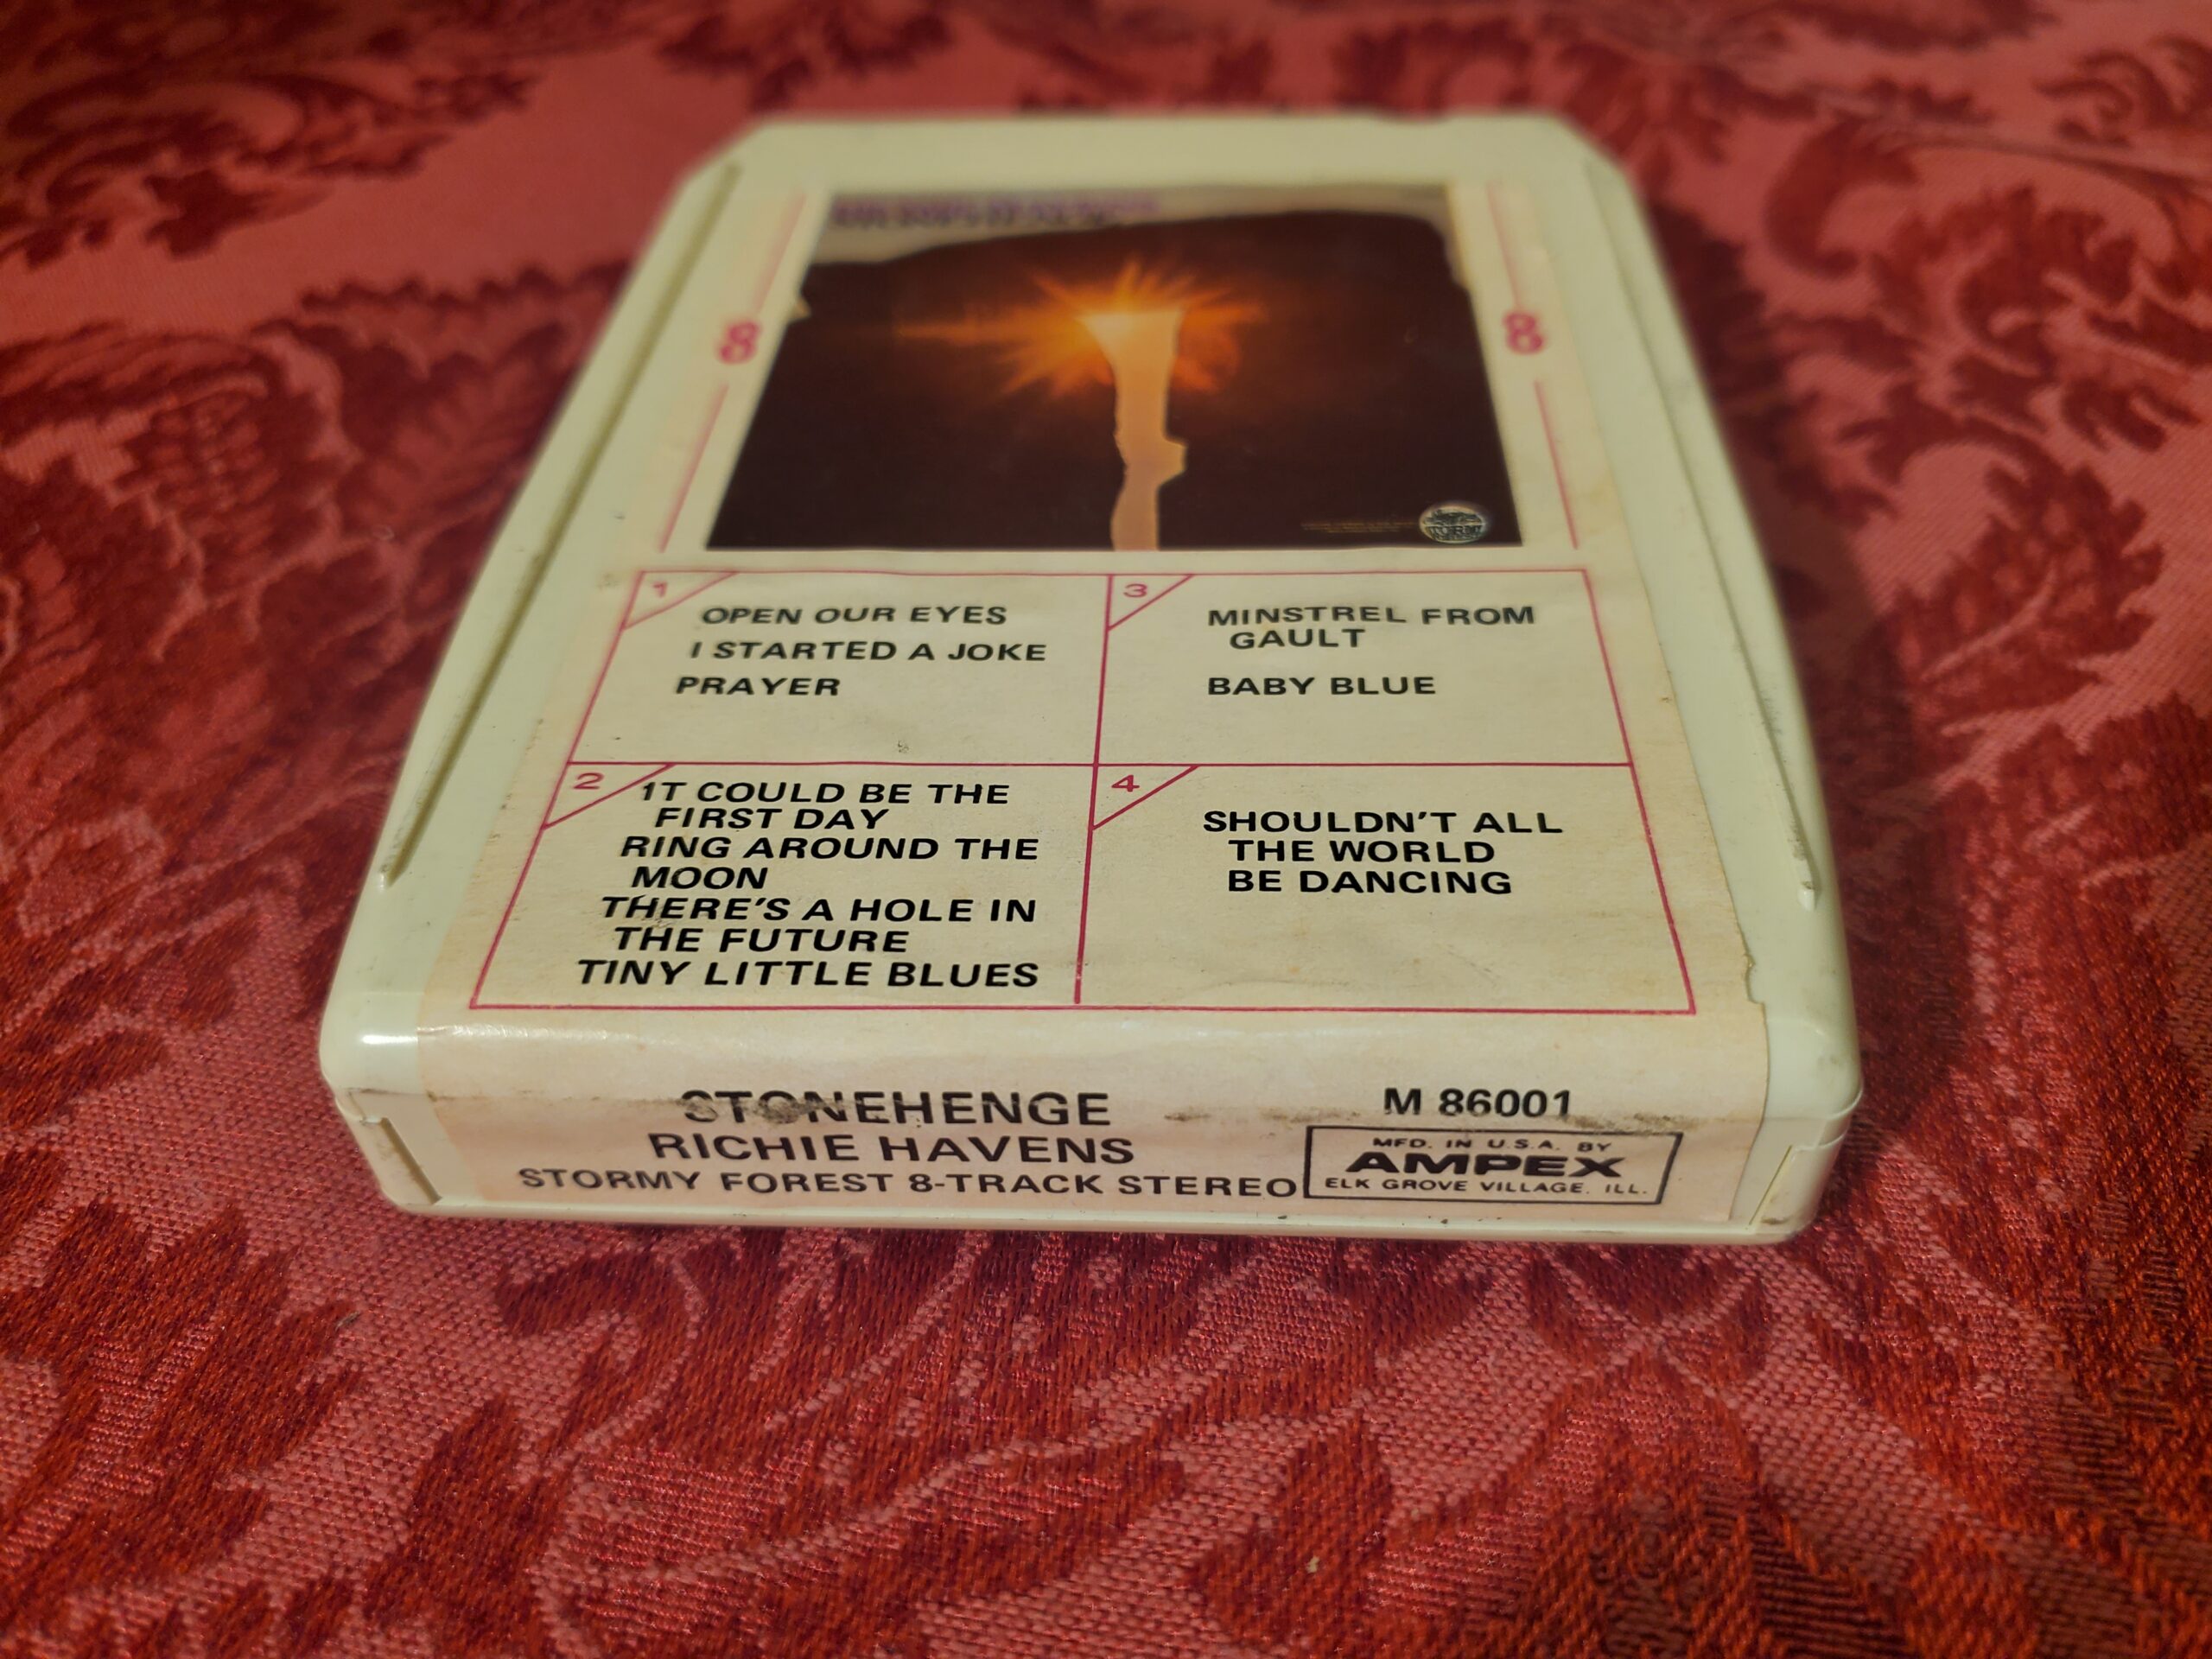 8
8
1
OPEN OUR EYES
I STARTED A JOKE
PRAYER
2
IT COULD BE THE
FIRST DAY
RING AROUND THE
MOON
THERE'S A HOLE IN
THE FUTURE
TINY LITTLE BLUES
3
MINSTREL FROM
GAULT
BABY BLUE
4
SHOULDN'T ALL
THE WORLD
BE DANCING
STONEHENGE
RICHIE HAVENS
STORMY FOREST 8-TRACK STEREO
M 86001
MFD. IN U.S.A. BY
AMPEX
ELK GROVE VILLAGE, ILL.